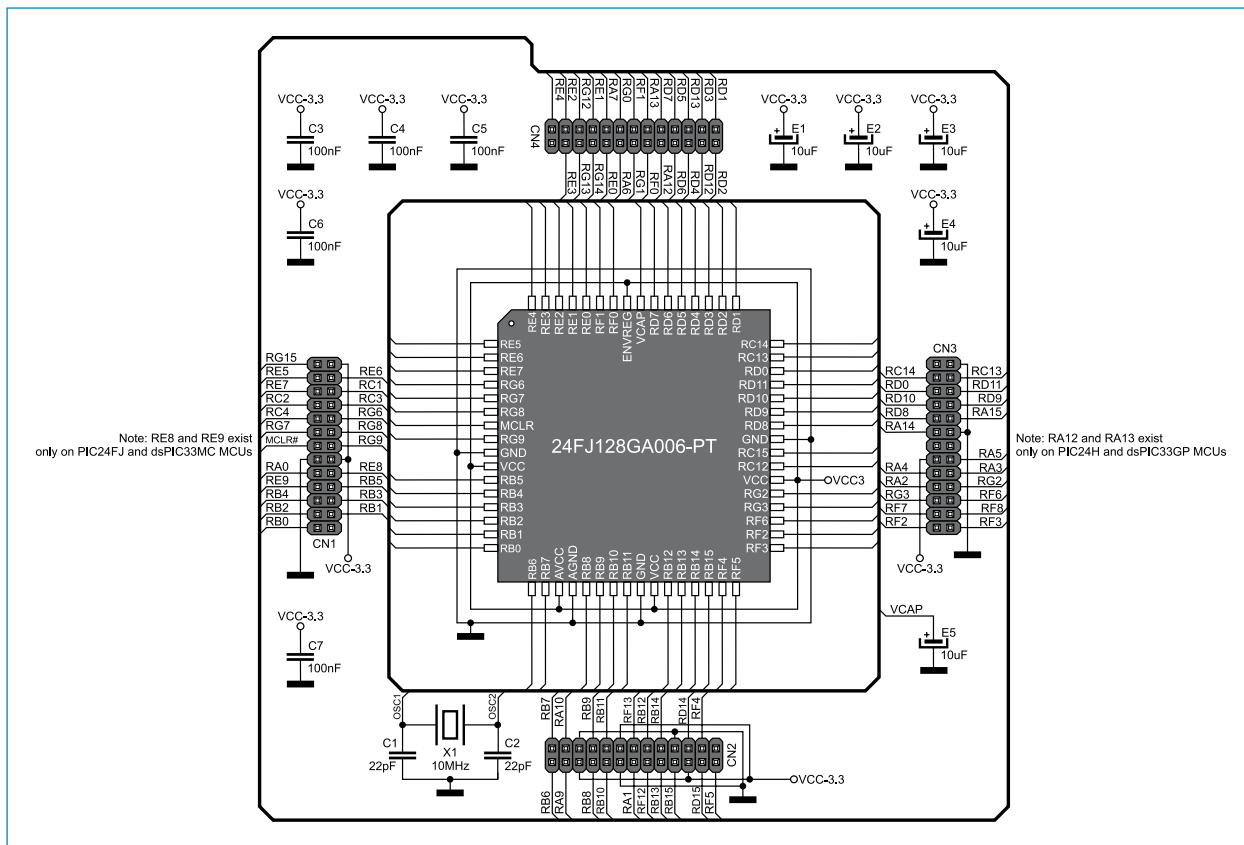 RE4 RE2 RG12 RE1 RA7 RG0 RF1 RA13 RD7 RD5 RD13 RD3 RD1
CN4
RE3 RG13 RG14 RE0 RA6 RG1 RF0 RA12 RD6 RD4 RD12 RD2
VCC-3.3
C3
100nF
VCC-3.3
C4
100nF
VCC-3.3
C5
100nF
VCC-3.3
E1
10uF
VCC-3.3
E2
10uF
VCC-3.3
E3
10uF
VCC-3.3
C6
100nF
VCC-3.3
E4
10uF
RE4 RE3 RE2 RE1 RE0 RF1 RF0 ENVREG VCAP RD7 RD6 RD5 RD4 RD3 RD2 RD1
RE5
RE6
RE7
RG6
RG7
RG8
MCLR
RG9
GND
VCC
RB5
RB4
RB3
RB2
RB1
RB0
24FJ128GA006-PT
RC14
RC13
RD0
RD11
RD10
RD9
RD8
GND
RC15
RC12
VCC
RG2
RG3
RF6
RF2
RF3
VCC3
RB6 RB7 AVCC AGND RB8 RB9 RB10 RB11 GND VCC RB12 RB13 RB14 RB15 RF4 RF5
RG15
RE5
RE7
RC2
RC4
RG7
MCLR#
RA0
RE9
RB4
RB2
RB0
RE6
RC1
RC3
RG6
RG8
RG9
RE8
RB5
RB3
RB1
CN1
VCC-3.3
Note: RE8 and RE9 exist
only on PIC24FJ and dsPIC33MC MCUs
CN3
RC14
RD0
RD10
RD8
RA14
RA4
RA2
RG3
RF7
RF2
RC13
RD11
RD9
RA15
RA5
RA3
RG2
RF6
RF8
RF3
VCC-3.3
Note: RA12 and RA13 exist
only on PIC24H and dsPIC33GP MCUs
VCC-3.3
C7
100nF
VCAP
E5
10uF
OSC1
OSC2
C1
22pF
X1
10MHz
C2
22pF
RB7 RA10 RB9 RB11 RF13 RB12 RB14 RD14 RF4
CN2
VCC-3.3
RB6 RA9 RB8 RB10 RA1 RF12 RB13 RB15 RD15 RF5